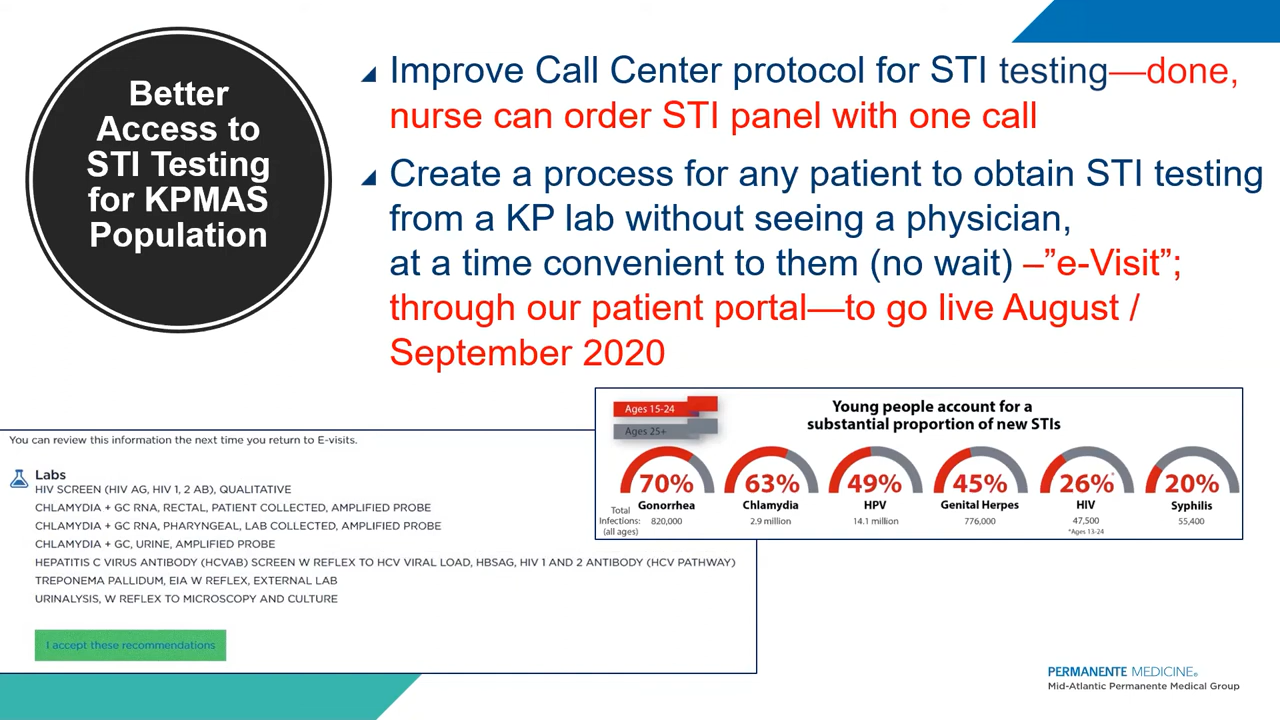 Better
Access to
STI Testing
for KPMAS
Population
Improve Call Center protocol for STI testing—done,
nurse can order STI panel with one call
Create a process for any patient to obtain STI testing
from a KP lab without seeing a physician,
at a time convenient to them (no wait) –”e-Visit”;
through our patient portal—to go live August /
September 2020
Ages 15-24
Ages 25+
Young people account for a
substantial proportion of new STIs
70% 63% 49% 45% 26%* 20%
Gonorrhea Chlamydia HPV Genital Herpes HIV Syphilis
Total
Infections:
(all ages)
820,000 2.9 million 14.1 million 776,000 47,500 55,400
*Ages 13-24
You can review this information the next time you return to E-visits.
Labs
HIV SCREEN (HIV AG, HIV 1, 2 AB), QUALITATIVE
CHLAMYDIA + GC RNA, RECTAL, PATIENT COLLECTED, AMPLIFIED PROBE
CHLAMYDIA + GC RNA, PHARYNGEAL, LAB COLLECTED, AMPLIFIED PROBE
CHLAMYDIA + GC, URINE, AMPLIFIED PROBE
HEPATITIS C VIRUS ANTIBODY (HCVAB) SCREEN W REFLEX TO HCV VIRAL LOAD, HBSAG, HIV 1 AND 2 ANTIBODY (HCV PATHWAY)
TREPONEMA PALLIDUM, EIA W REFLEX, EXTERNAL LAB
URINALYSIS, W REFLEX TO MICROSCOPY AND CULTURE
I accept these recommendations
PERMANENTE MEDICINE®
Mid-Atlantic Permanente Medical Group